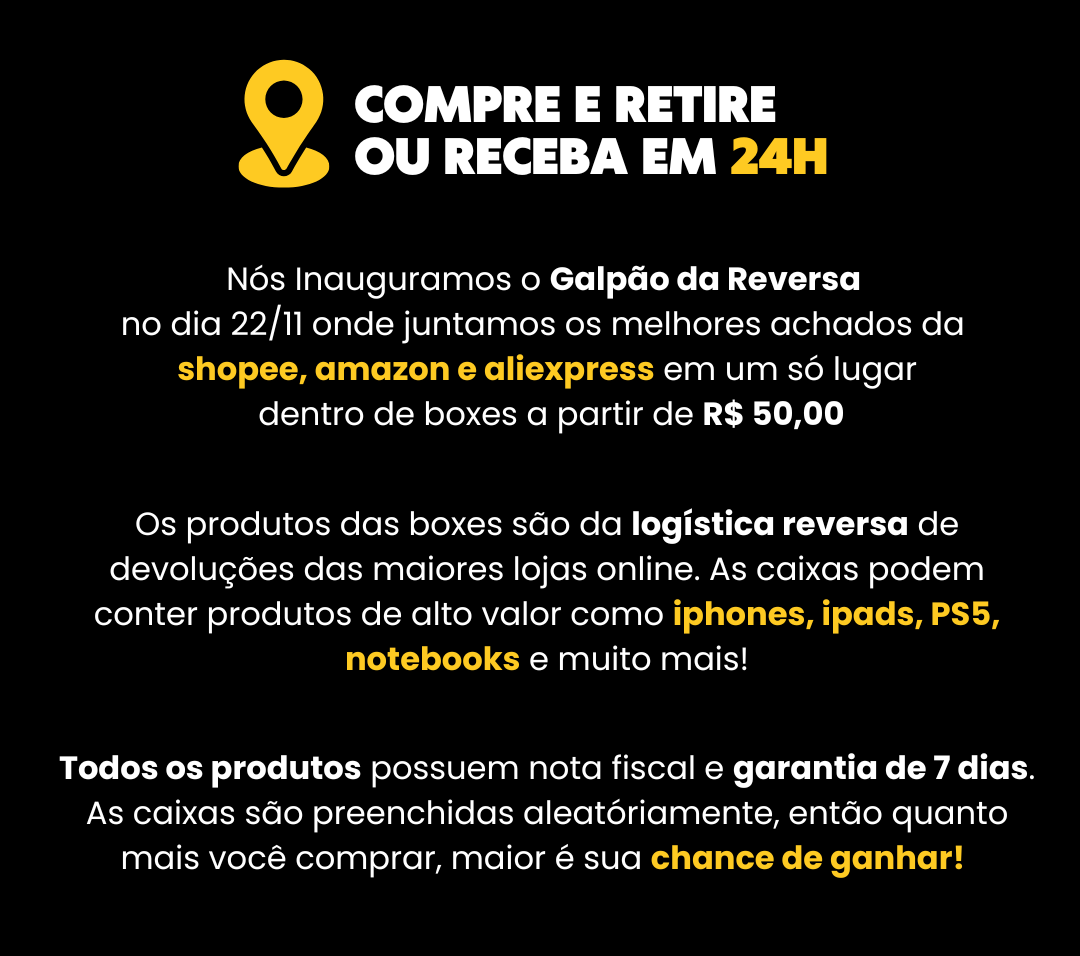 COMPRE E RETIRE
OU RECEBA EM 24H
Nós Inauguramos o Galpão da Reversa
no dia 22/11 onde juntamos os melhores achados da
shopee, amazon e aliexpress em um só lugar
dentro de boxes a partir de R$ 50,00
Os produtos das boxes são da logística reversa de
devoluções das maiores lojas online. As caixas podem
conter produtos de alto valor como iphones, ipads, PS5,
notebooks e muito mais!
Todos os produtos possuem nota fiscal e garantia de 7 dias.
As caixas são preenchidas aleatóriamente, então quanto
mais você comprar, maior é sua chance de ganhar!